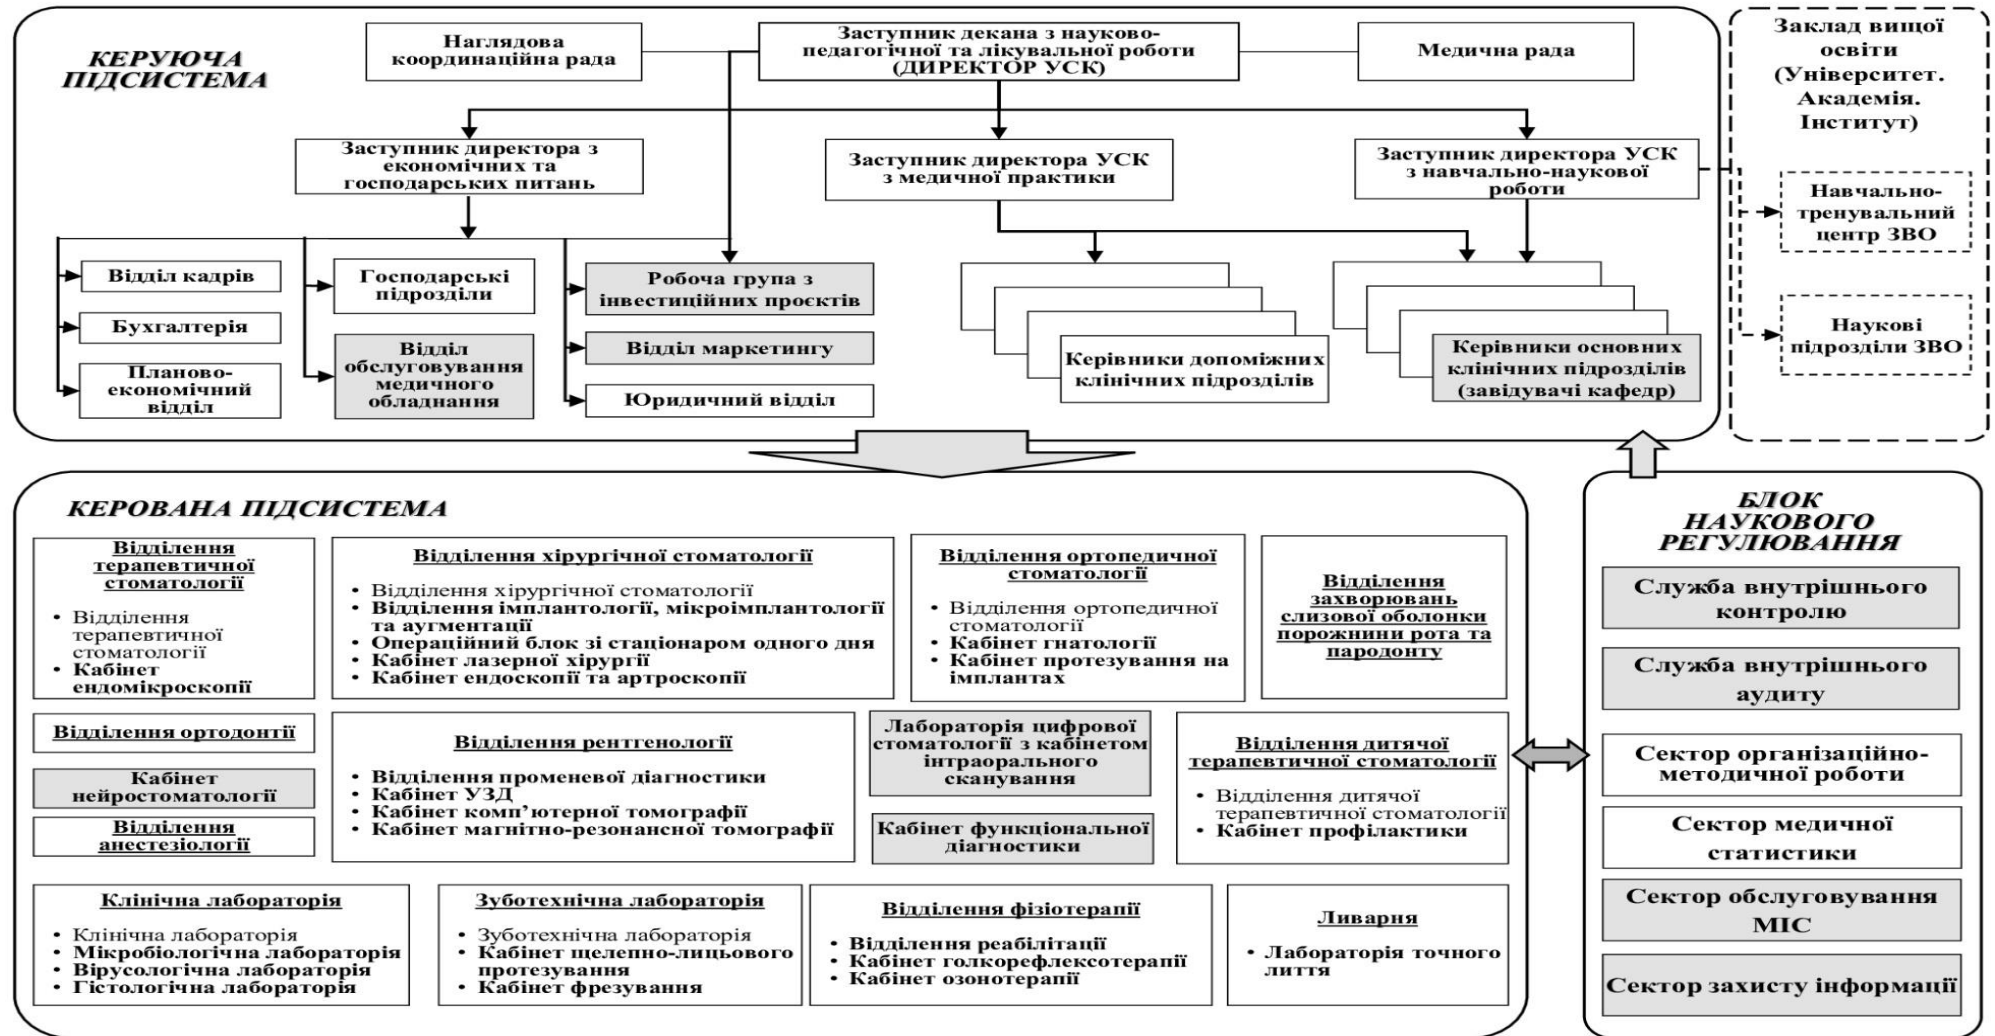 КЕРУЮЧА
ПІДСИСТЕМА
Наглядова
координаційна рада
Заступник декана з науково-
педагогічної та лікувальної роботи
(ДИРЕКТОР УСК)
Медична рада
Заступник директора з
економічних та
господарських питань
Заступник директора УСК
з медичної практики
Заступник директора УСК
з навчально-наукової
роботи
Відділ кадрів
Бухгалтерія
Планово-
економічний
відділ
Господарські
підрозділи
Відділ
обслуговування
медичного
обладнання
Робоча група з
інвестиційних проєктів
Відділ маркетингу
Юридичний відділ
Керівники допоміжних
клінічних підрозділів
Керівники основних
клінічних підрозділів
(завідувачі кафедр)
Заклад вищої
освіти
(Університет.
Академія.
Інститут)
Навчально-
тренувальний
центр ЗВО
Наукові
підрозділи ЗВО
КЕРОВАНА ПІДСИСТЕМА
Відділення
терапевтичної
стоматології
• Відділення
терапевтичної
стоматології
• Кабінет
ендомікроскопії
Відділення хірургічної стоматології
• Відділення хірургічної стоматології
• Відділення імплантології, мікроімплантології
та аугментації
• Операційний блок зі стаціонаром одного дня
• Кабінет лазерної хірургії
• Кабінет ендоскопії та артроскопії
Відділення ортопедичної
стоматології
• Відділення ортопедичної
стоматології
• Кабінет гнатології
• Кабінет протезування на
імплантах
Відділення
захворювань
слизової оболонки
порожнини рота та
пародонту
Відділення ортодонтії
Кабінет
нейростоматології
Відділення
анестезіології
Відділення рентгенології
• Відділення променевої діагностики
• Кабінет УЗД
• Кабінет комп’ютерної томографії
• Кабінет магнітно-резонансної томографії
Лабораторія цифрової
стоматології з кабінетом
інтраорального
сканування
Кабінет функціональної
діагностики
Відділення дитячої
терапевтичної стоматології
• Відділення дитячої
терапевтичної стоматології
• Кабінет профілактики
Клінічна лабораторія
• Клінічна лабораторія
• Мікробіологічна лабораторія
• Вірусологічна лабораторія
• Гістологічна лабораторія
Зуботехнічна лабораторія
• Зуботехнічна лабораторія
• Кабінет щелепно-лицьового
протезування
• Кабінет фрезування
Відділення фізіотерапії
• Відділення реабілітації
• Кабінет голкорефлексотерапії
• Кабінет озонотерапії
Ливарня
• Лабораторія точного
лиття
БЛОК
НАУКОВОГО
РЕГУЛЮВАННЯ
Служба внутрішнього
контролю
Служба внутрішнього
аудиту
Сектор організаційно-
методичної роботи
Сектор медичної
статистики
Сектор обслуговування
МІС
Сектор захисту інформації